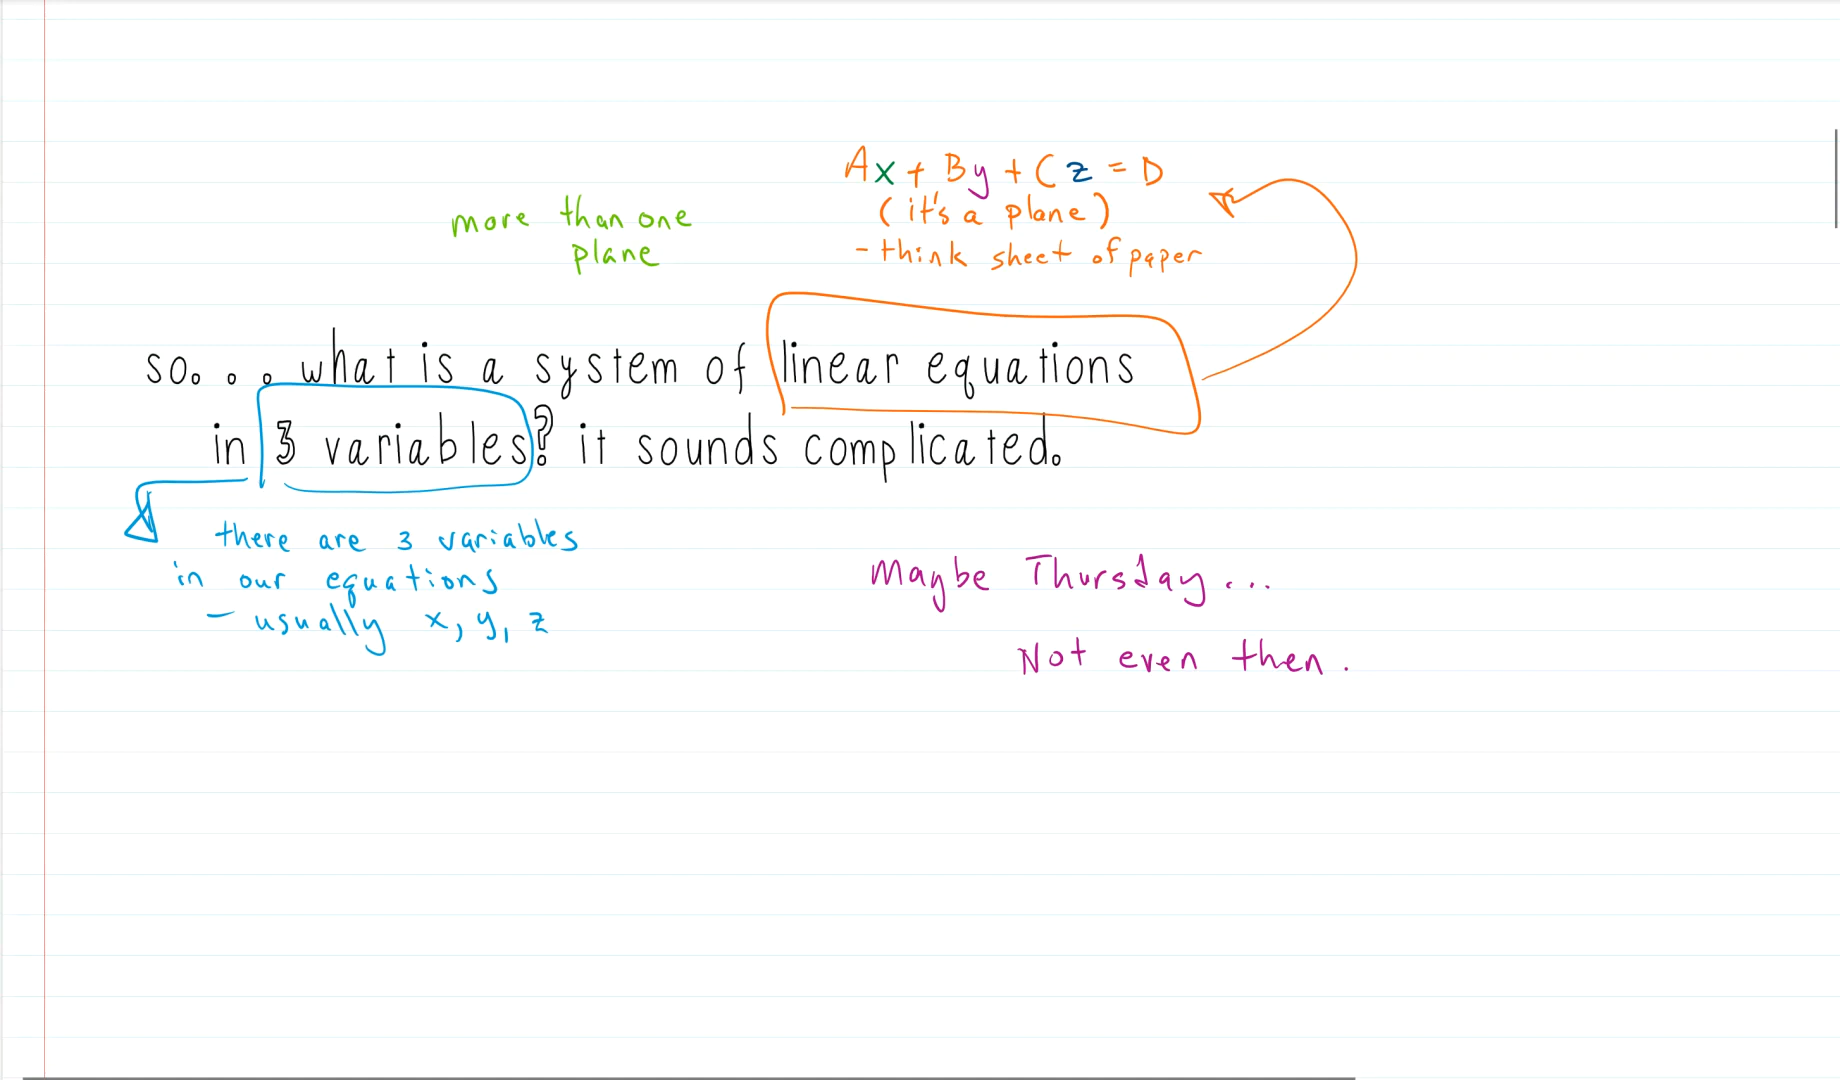 Ax + By + Cz = D
(it's a plane)
- think sheet of paper
more than one
plane
so... what is a system of linear equations
in 3 variables? it sounds complicated.
there are 3 variables
in our equations
- usually x, y, z
Maybe Thursday...
Not even then.